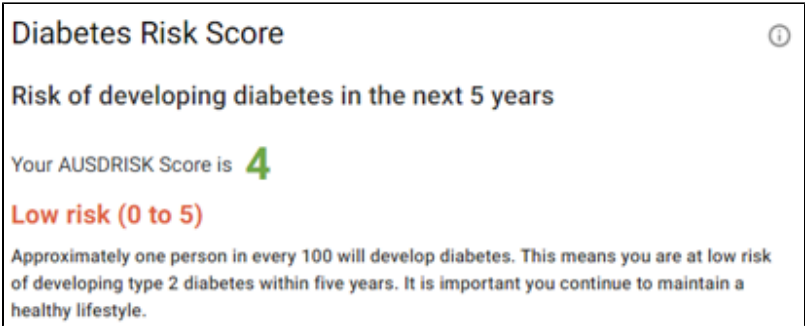 Diabetes Risk Score
Risk of developing diabetes in the next 5 years
Your AUSDRISK Score is 4
Low risk (0 to 5)
Approximately one person in every 100 will develop diabetes. This means you are at low risk
of developing type 2 diabetes within five years. It is important you continue to maintain a
healthy lifestyle.